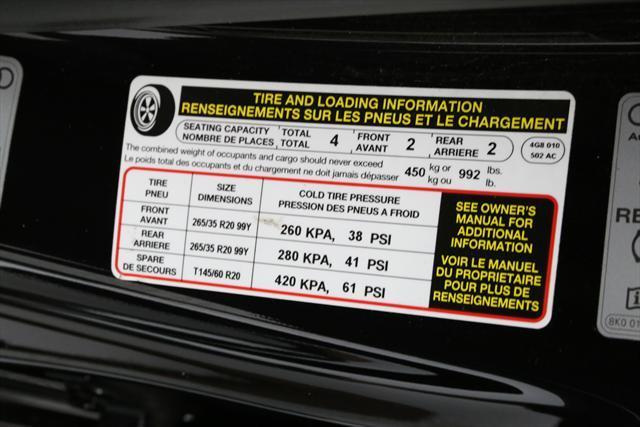 TIRE AND LOADING INFORMATION
RENSEIGNEMENTS SUR LES PNEUS ET LE CHARGEMENT
SEATING CAPACITY TOTAL 4 FRONT 2 REAR 2
NOMBRE DE PLACES, TOTAL AVANT ARRIERE
4G8 010
502 AC
The combined weight of occupants and cargo should never exceed 450 kg or 992 lbs.
Le poids total des occupants et du chargement ne doit jamais dépasser kg ou lb.
TIRE SIZE COLD TIRE PRESSURE
PNEU DIMENSIONS PRESSION DES PNEUS A FROID
FRONT
AVANT 265/35 R20 99Y 260 KPA, 38 PSI
REAR
ARRIERE 265/35 R20 99Y 280 KPA, 41 PSI
SPARE
DE SECOURS T145/60 R20 420 KPA, 61 PSI
SEE OWNER'S
MANUAL FOR
ADDITIONAL
INFORMATION
VOIR LE MANUEL
DU PROPRIETAIRE
POUR PLUS DE
RENSEIGNEMENTS
8K0 01